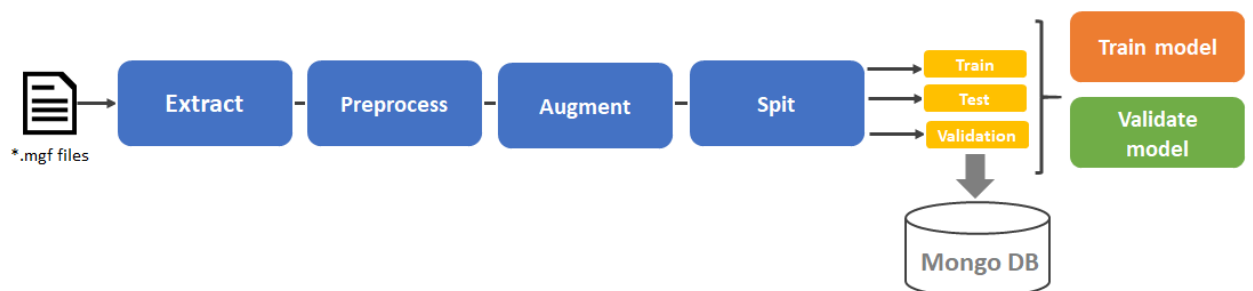 *.mgf files
Extract
Preprocess
Augment
Spit
Train
Test
Validation
Mongo DB
Train model
Validate
model